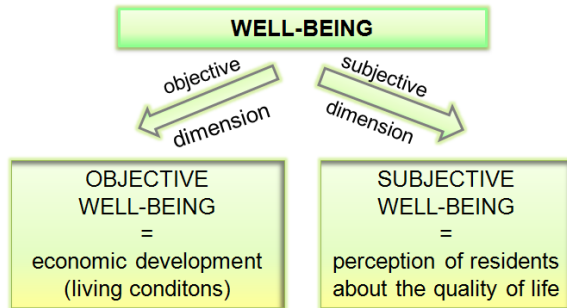 WELL-BEING
objective
dimension
subjective
dimension
OBJECTIVE
WELL-BEING
=
economic development
(living conditons)
SUBJECTIVE
WELL-BEING
=
perception of residents
about the quality of life